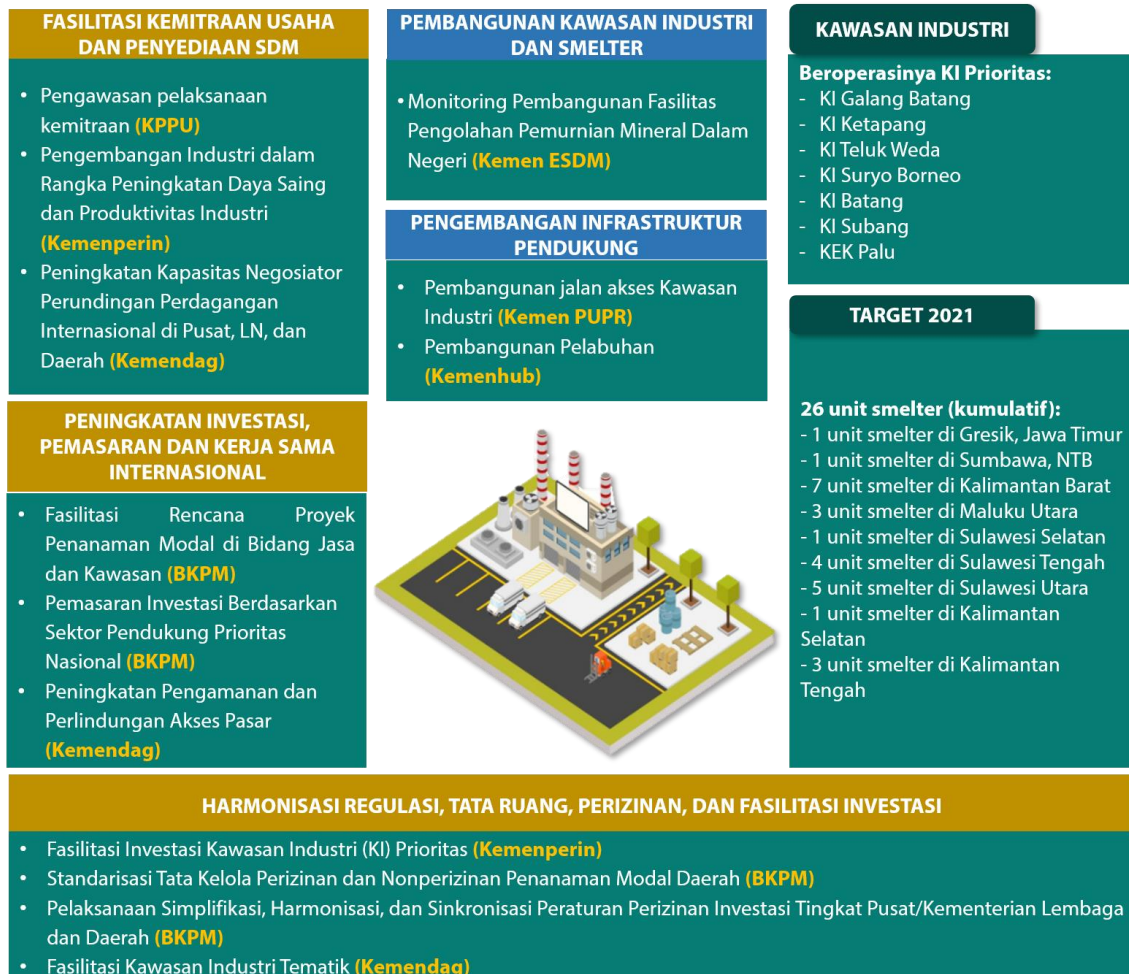 FASILITASI KEMITRAAN USAHA
DAN PENYEDIAAN SDM
• Pengawasan pelaksanaan
kemitraan (KPPU)
• Pengembangan Industri dalam
Rangka Peningkatan Daya Saing
dan Produktivitas Industri
(Kemenperin)
• Peningkatan Kapasitas Negosiator
Perundingan Perdagangan
Internasional di Pusat, LN, dan
Daerah (Kemendag)
PENINGKATAN INVESTASI,
PEMASARAN DAN KERJA SAMA
INTERNASIONAL
• Fasilitasi Rencana Proyek
Penanaman Modal di Bidang Jasa
dan Kawasan (BKPM)
• Pemasaran Investasi Berdasarkan
Sektor Pendukung Prioritas
Nasional (BKPM)
• Peningkatan Pengamanan dan
Perlindungan Akses Pasar
(Kemendag)
PEMBANGUNAN KAWASAN INDUSTRI
DAN SMELTER
• Monitoring Pembangunan Fasilitas
Pengolahan Pemurnian Mineral Dalam
Negeri (Kemen ESDM)
PENGEMBANGAN INFRASTRUKTUR
PENDUKUNG
• Pembangunan jalan akses Kawasan
Industri (Kemen PUPR)
• Pembangunan Pelabuhan
(Kemenhub)
KAWASAN INDUSTRI
Beroperasinya KI Prioritas:
- KI Galang Batang
- KI Ketapang
- KI Teluk Weda
- KI Suryo Borneo
- KI Batang
- KI Subang
- KEK Palu
TARGET 2021
26 unit smelter (kumulatif):
- 1 unit smelter di Gresik, Jawa Timur
- 1 unit smelter di Sumbawa, NTB
- 7 unit smelter di Kalimantan Barat
- 3 unit smelter di Maluku Utara
- 1 unit smelter di Sulawesi Selatan
- 4 unit smelter di Sulawesi Tengah
- 5 unit smelter di Sulawesi Utara
- 1 unit smelter di Kalimantan
Selatan
- 3 unit smelter di Kalimantan
Tengah
HARMONISASI REGULASI, TATA RUANG, PERIZINAN, DAN FASILITASI INVESTASI
• Fasilitasi Investasi Kawasan Industri (KI) Prioritas (Kemenperin)
• Standarisasi Tata Kelola Perizinan dan Nonperizinan Penanaman Modal Daerah (BKPM)
• Pelaksanaan Simplifikasi, Harmonisasi, dan Sinkronisasi Peraturan Perizinan Investasi Tingkat Pusat/Kementerian Lembaga
dan Daerah (BKPM)
• Fasilitasi Kawasan Industri Tematik (Kemendag)